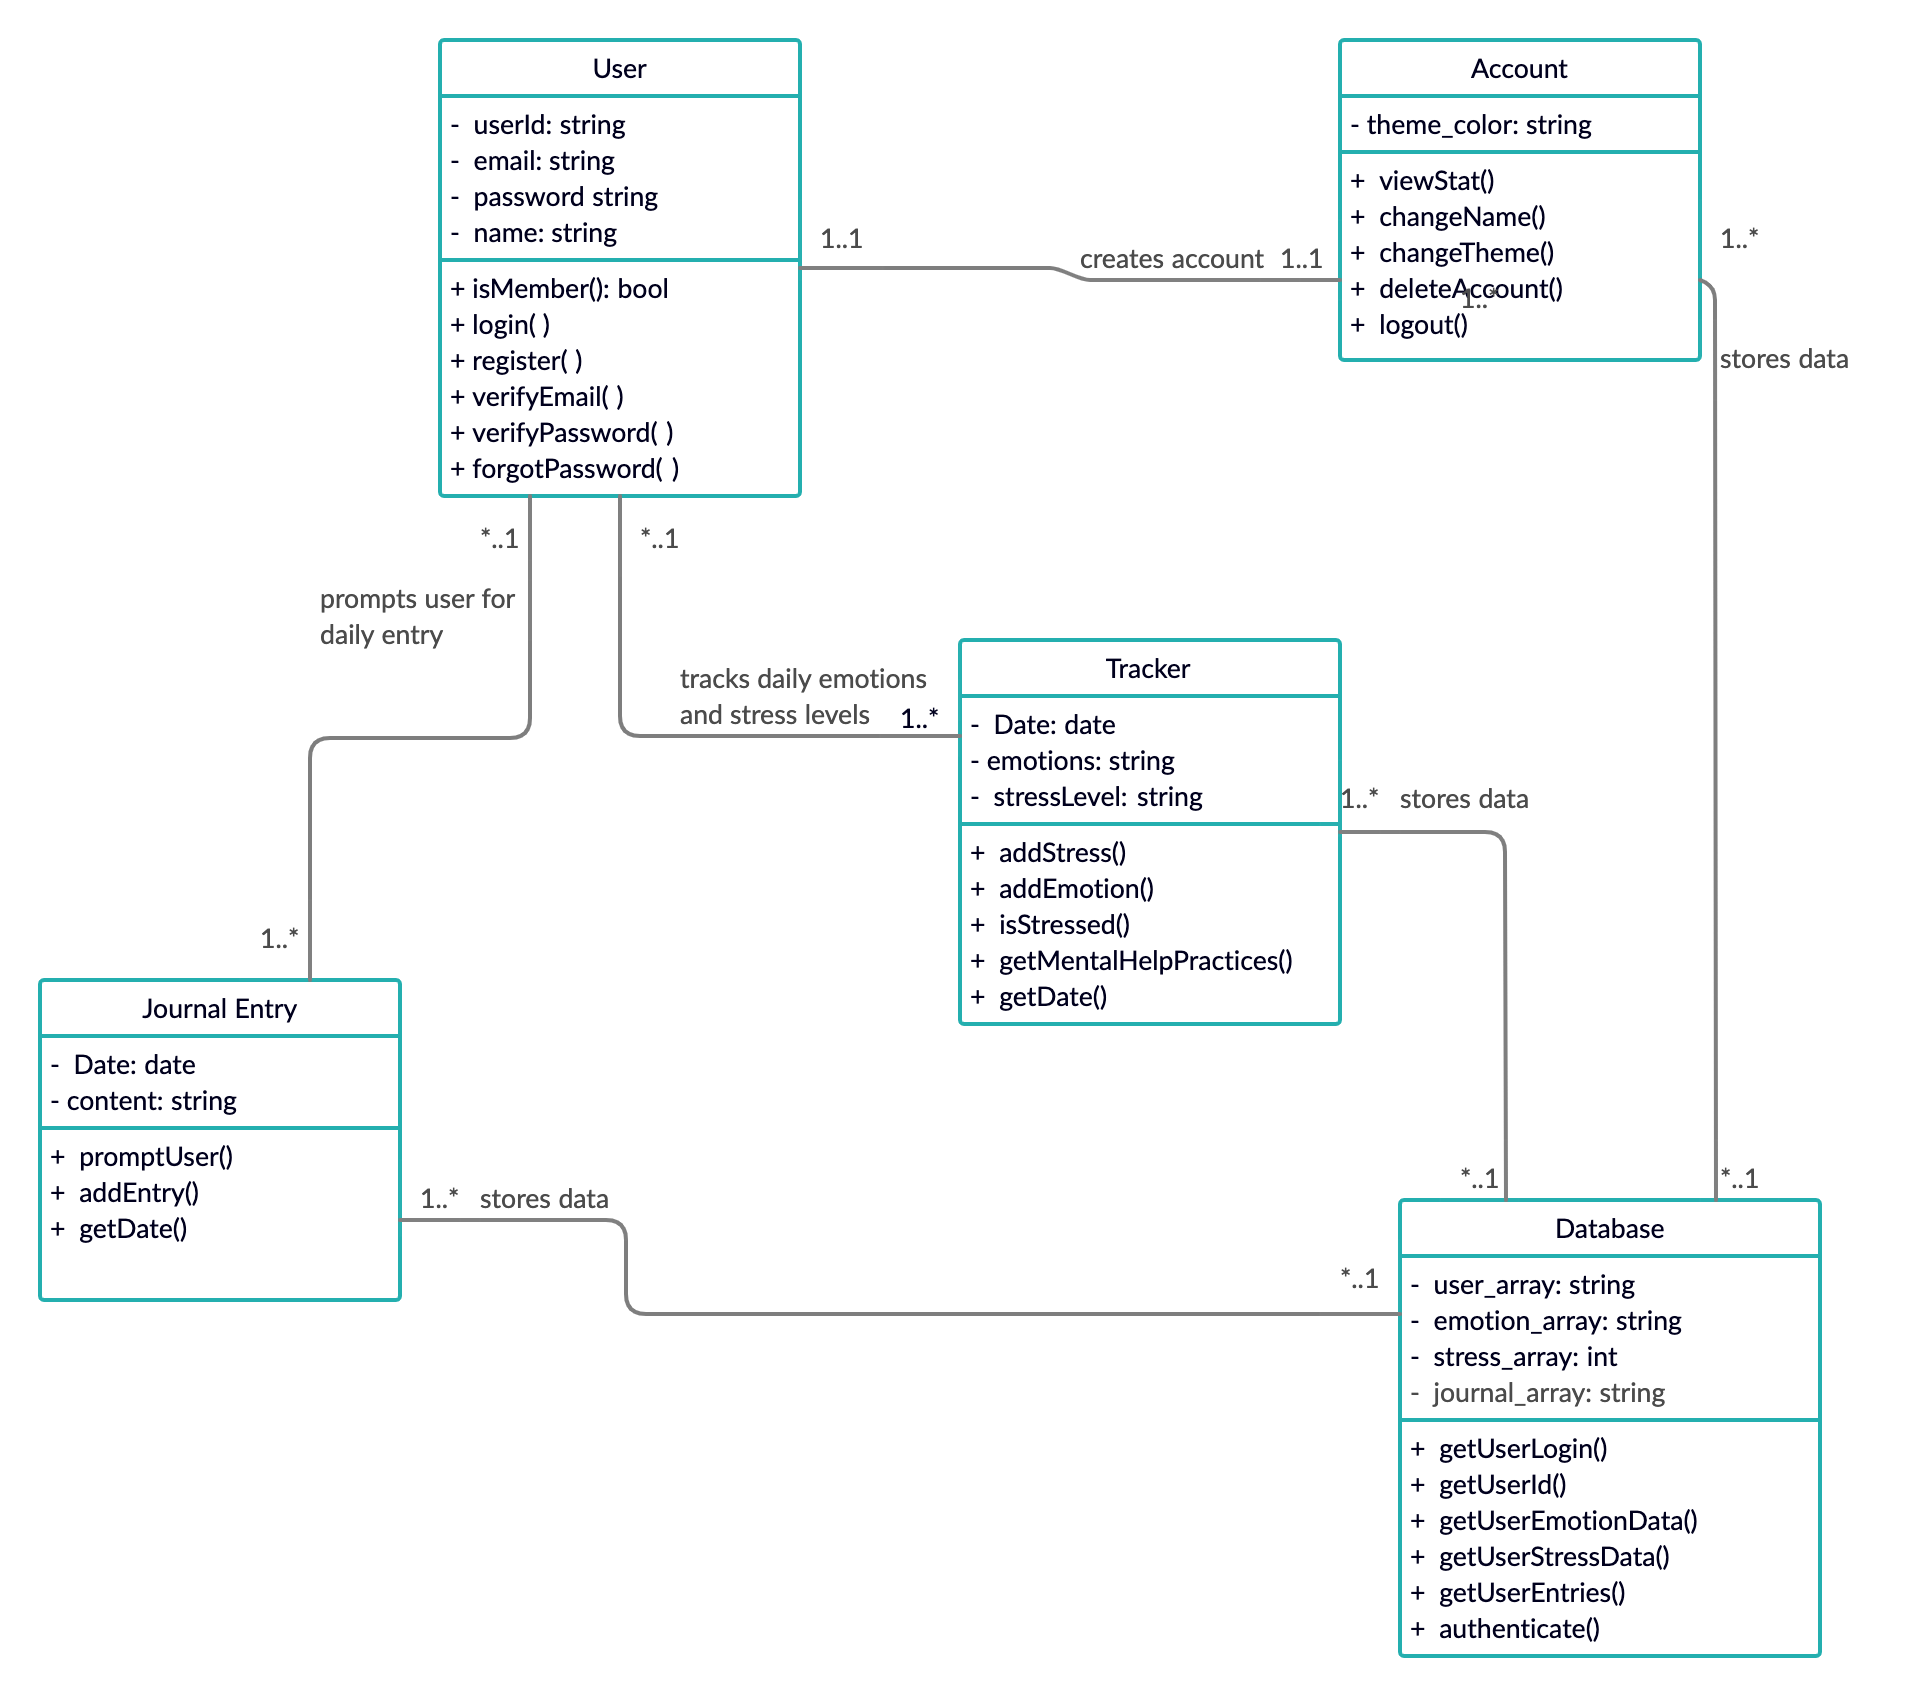 User
- userId: string
- email: string
- password string
- name: string
+ isMember(): bool
+ login( )
+ register( )
+ verifyEmail( )
+ verifyPassword( )
+ forgotPassword( )
1..1
creates account 1..1
Account
- theme_color: string
+ viewStat()
+ changeName()
+ changeTheme()
+ deleteAccount()
1..*
+ logout()
1..*
stores data
*..1
*..1
prompts user for
daily entry
tracks daily emotions
and stress levels 1..*
Tracker
- Date: date
- emotions: string
- stressLevel: string
+ addStress()
+ addEmotion()
+ isStressed()
+ getMentalHelpPractices()
+ getDate()
1..* stores data
1..*
Journal Entry
- Date: date
- content: string
+ promptUser()
+ addEntry()
+ getDate()
1..* stores data
*..1
*..1
*..1
Database
- user_array: string
- emotion_array: string
- stress_array: int
- journal_array: string
+ getUserLogin()
+ getUserId()
+ getUserEmotionData()
+ getUserStressData()
+ getUserEntries()
+ authenticate()